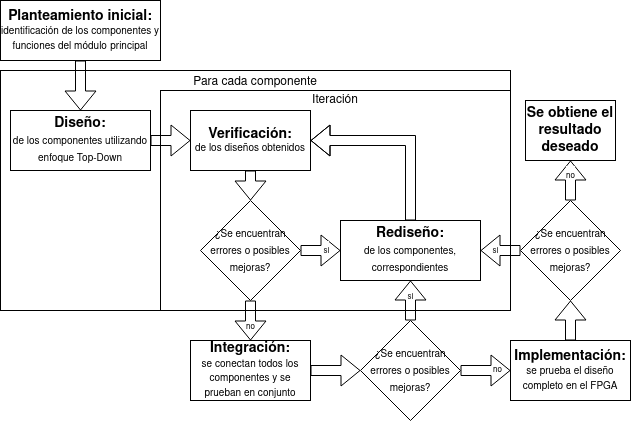 Planteamiento inicial:
identificación de los componentes y
funciones del módulo principal
Para cada componente
Iteración
Diseño:
de los componentes utilizando
enfoque Top-Down
Verificación:
de los diseños obtenidos
Se obtiene el
resultado
deseado
no
¿Se encuentran
errores o posibles
mejoras?
si
Rediseño:
de los componentes,
correspondientes
si
¿Se encuentran
errores o posibles
mejoras?
si
no
Integración:
se conectan todos los
componentes y se
prueban en conjunto
¿Se encuentran
errores o posibles
mejoras?
no
Implementación:
se prueba el diseño
completo en el FPGA